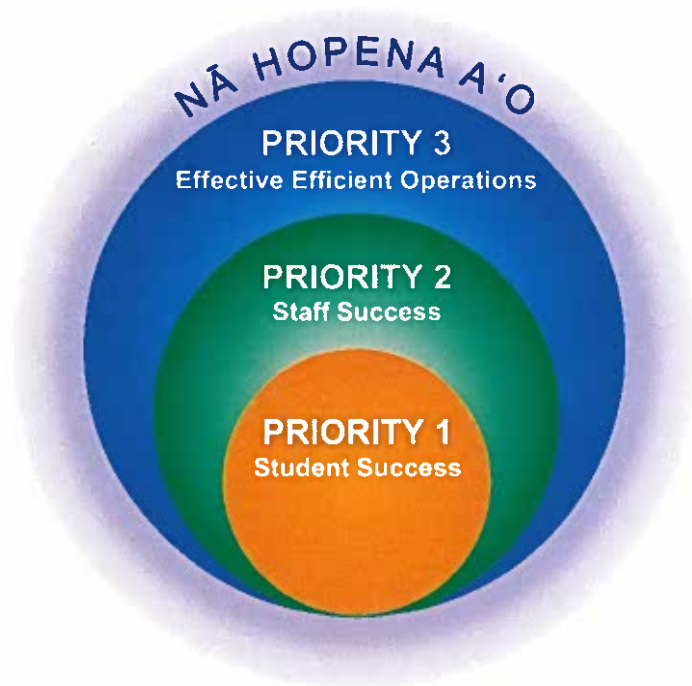 NĀ HOPENA A‘O
PRIORITY 3
Effective Efficient Operations
PRIORITY 2
Staff Success
PRIORITY 1
Student Success